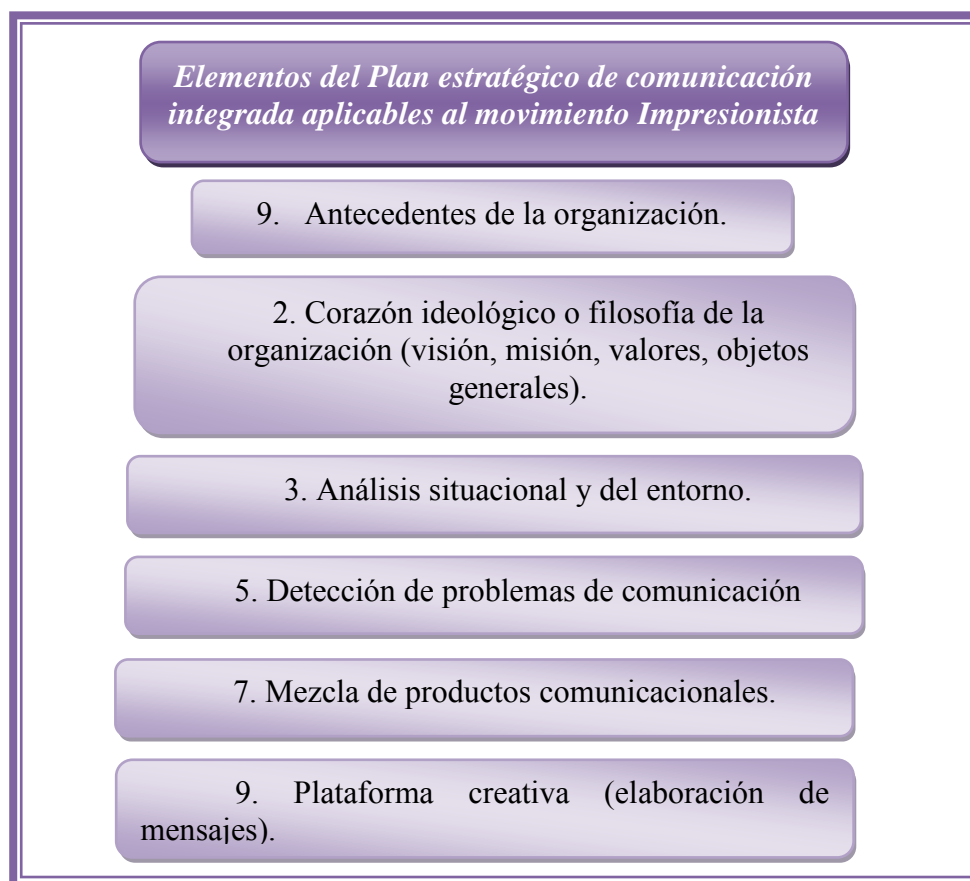 Elementos del Plan estratégico de comunicación
integrada aplicables al movimiento Impresionista
9. Antecedentes de la organización.
2. Corazón ideológico o filosofía de la
organización (visión, misión, valores, objetos
generales).
3. Análisis situacional y del entorno.
5. Detección de problemas de comunicación
7. Mezcla de productos comunicacionales.
9. Plataforma creativa (elaboración de
mensajes).